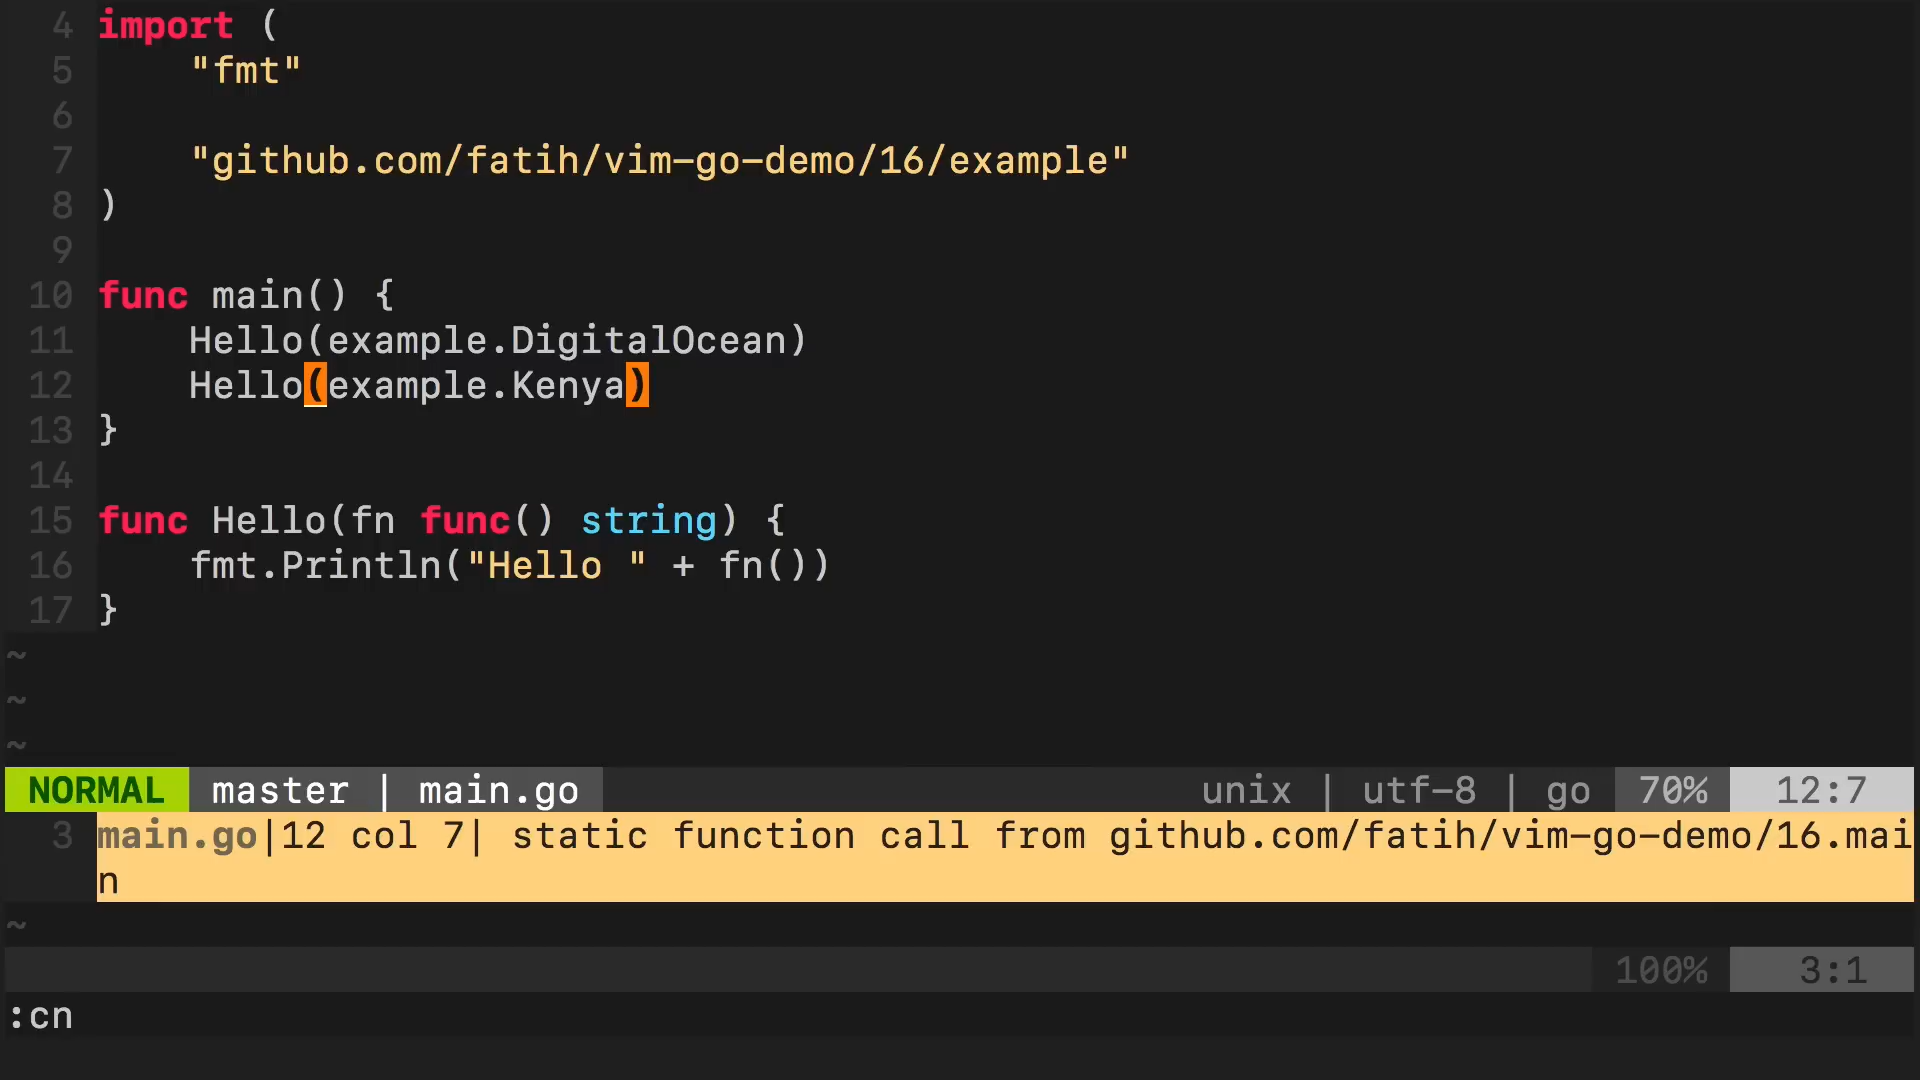 4 import (
5     "fmt"
6
7     "github.com/fatih/vim-go-demo/16/example"
8 )
9
10 func main() {
11     Hello(example.DigitalOcean)
12     Hello(example.Kenya)
13 }
14
15 func Hello(fn func() string) {
16     fmt.Println("Hello " + fn())
17 }
~
~
~
NORMAL master | main.go unix | utf-8 | go 70% 12:7
3 main.go|12 col 7| static function call from github.com/fatih/vim-go-demo/16.mai
n
~
100% 3:1
:cn